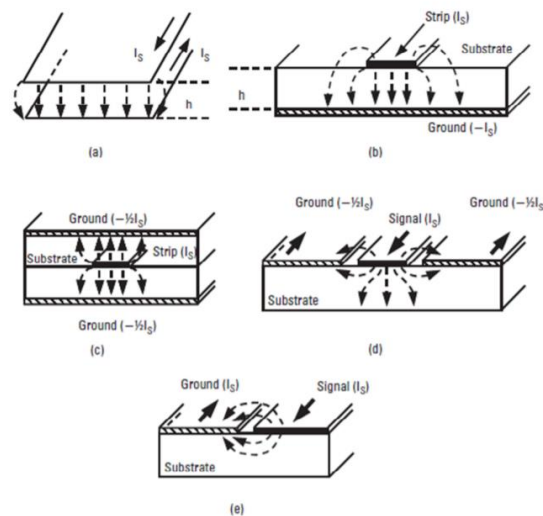 I_S
I_S
h
(a)
Strip (I_S)
Substrate
h
Ground (–I_S)
(b)
Ground (–½I_S)
Substrate
Strip (I_S)
Ground (–½I_S)
(c)
Ground (–½I_S)
Ground (–½I_S)
Signal (I_S)
Substrate
(d)
Ground (I_S)
Signal (I_S)
Substrate
(e)